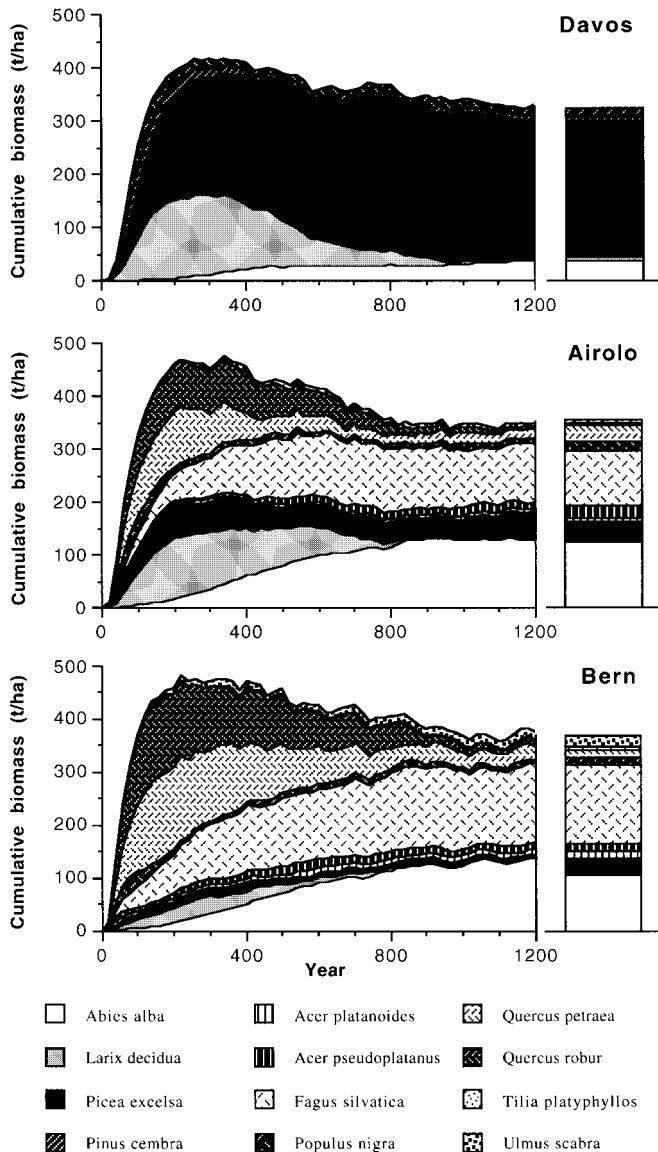 Davos
Cumulative biomass (t/ha)
500
400
300
200
100
0
0 400 800 1200
Airolo
Cumulative biomass (t/ha)
500
400
300
200
100
0
0 400 800 1200
Bern
Cumulative biomass (t/ha)
500
400
300
200
100
0
0 400 800 1200
Year
Abies alba Acer platanoides Quercus petraea
Larix decidua Acer pseudoplatanus Quercus robur
Picea excelsa Fagus silvatica Tilia platyphyllos
Pinus cembra Populus nigra Ulmus scabra